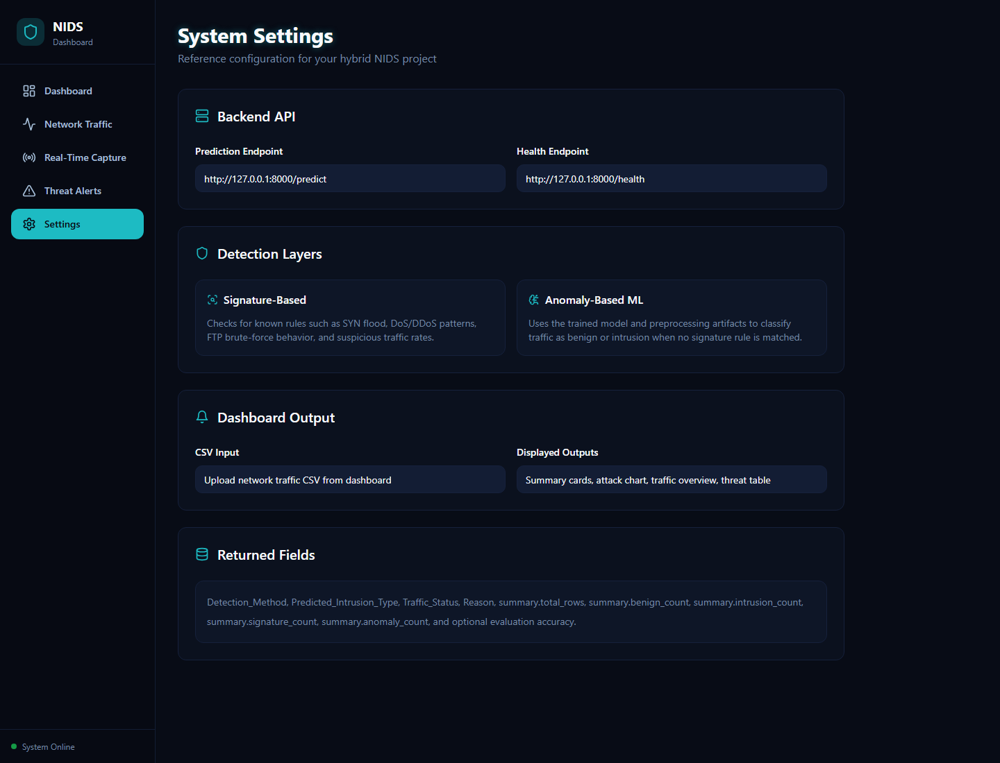 NIDS
Dashboard
Dashboard
Network Traffic
Real-Time Capture
Threat Alerts
Settings
System Online
System Settings
Reference configuration for your hybrid NIDS project
Backend API
Prediction Endpoint
http://127.0.0.1:8000/predict
Health Endpoint
http://127.0.0.1:8000/health
Detection Layers
Signature-Based
Checks for known rules such as SYN flood, DoS/DDoS patterns,
FTP brute-force behavior, and suspicious traffic rates.
Anomaly-Based ML
Uses the trained model and preprocessing artifacts to classify
traffic as benign or intrusion when no signature rule is matched.
Dashboard Output
CSV Input
Upload network traffic CSV from dashboard
Displayed Outputs
Summary cards, attack chart, traffic overview, threat table
Returned Fields
Detection_Method, Predicted_Intrusion_Type, Traffic_Status, Reason, summary.total_rows, summary.benign_count, summary.intrusion_count,
summary.signature_count, summary.anomaly_count, and optional evaluation accuracy.